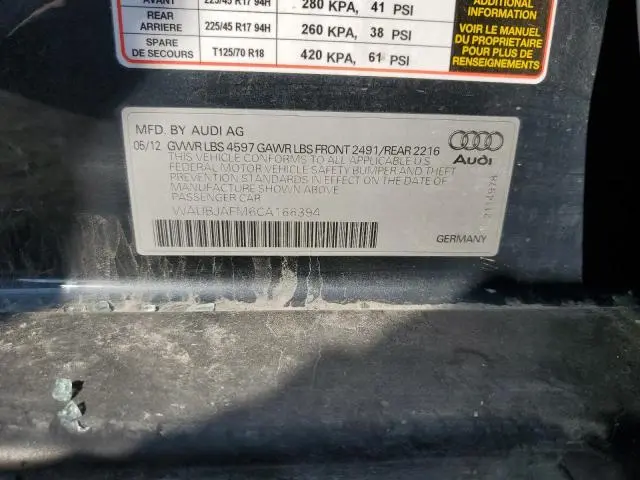 AVANT 225/45 R17 94H 280 KPA, 41 PSI
REAR
ARRIERE 225/45 R17 94H 260 KPA, 38 PSI
SPARE
DE SECOURS T125/70 R18 420 KPA, 61 PSI
ADDITIONAL
INFORMATION
VOIR LE MANUEL
DU PROPRIETAIRE
POUR PLUS DE
RENSEIGNEMENTS
MFD. BY AUDI AG
05/12 GVWR LBS 4597 GAWR LBS FRONT 2491/REAR 2216
THIS VEHICLE CONFORMS TO ALL APPLICABLE U.S
FEDERAL MOTOR VEHICLE SAFETY BUMPER AND THEFT
PREVENTION STANDARDS IN EFFECT ON THE DATE OF
MANUFACTURE SHOWN ABOVE
PASSENGER CAR
WAUBJAFM6CA166394
Audi
2114978
GERMANY